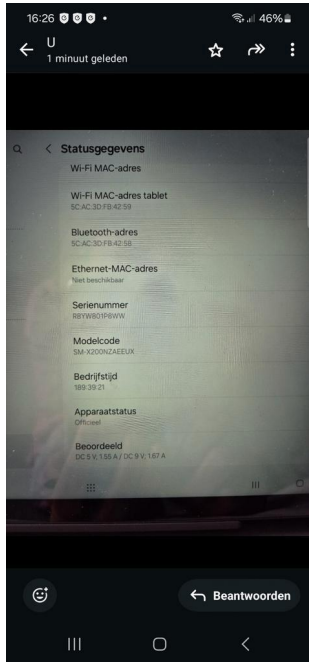 16:26
46%
U
1 minuut geleden
Statusgegevens
Wi-Fi MAC-adres
Wi-Fi MAC-adres tablet
5C:AC:3D:FB:42:59
Bluetooth-adres
5C:AC:3D:FB:42:58
Ethernet-MAC-adres
Niet beschikbaar
Serienummer
R8YW801P8WW
Modelcode
SM-X200NZAEEUX
Bedrijfstijd
189:39:21
Apparaatstatus
Officieel
Beoordeeld
DC 5 V; 1.55 A / DC 9 V; 1.67 A
Beantwoorden